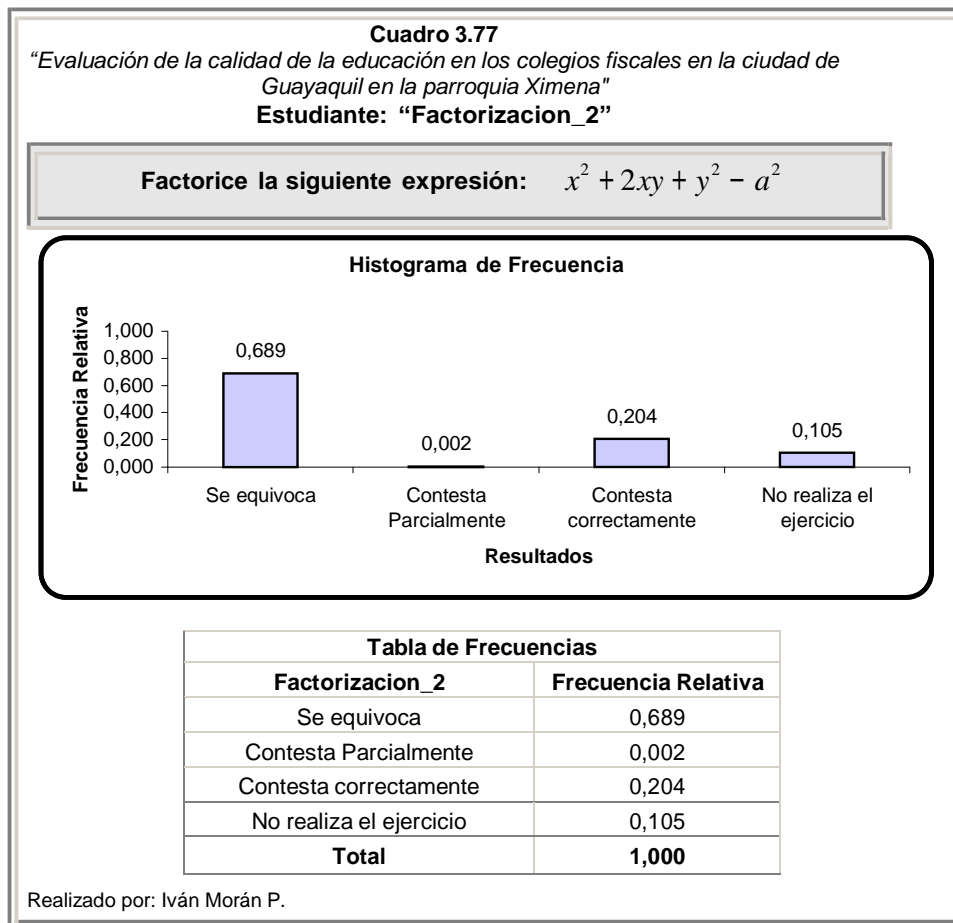 Cuadro 3.77
“Evaluación de la calidad de la educación en los colegios fiscales en la ciudad de
Guayaquil en la parroquia Ximena"
Estudiante: “Factorizacion_2”
Factorice la siguiente expresión: x² + 2xy + y² − a²
Histograma de Frecuencia
Frecuencia Relativa
1,000
0,800
0,600
0,400
0,200
0,000
0,689
0,002
0,204
0,105
Se equivoca
Contesta
Parcialmente
Contesta
correctamente
No realiza el
ejercicio
Resultados
Tabla de Frecuencias
Factorizacion_2 Frecuencia Relativa
Se equivoca 0,689
Contesta Parcialmente 0,002
Contesta correctamente 0,204
No realiza el ejercicio 0,105
Total 1,000
Realizado por: Iván Morán P.